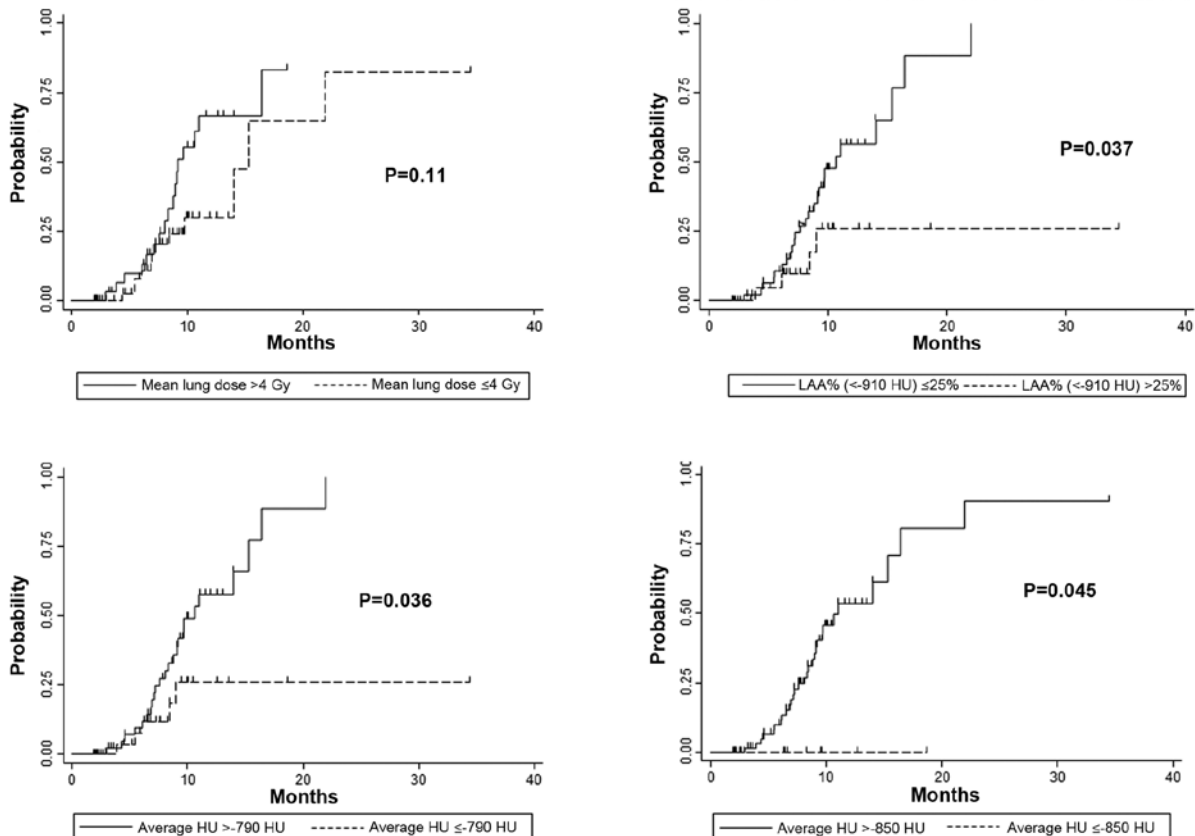 1.00
0.75
0.50
0.25
0.00
Probability
P=0.11
0 10 20 30 40
Months
Mean lung dose >4 Gy Mean lung dose ≤4 Gy
1.00
0.75
0.50
0.25
0.00
Probability
P=0.037
0 10 20 30 40
Months
LAA% (<-910 HU) ≤25% LAA% (<-910 HU) >25%
1.00
0.75
0.50
0.25
0.00
Probability
P=0.036
0 10 20 30 40
Months
Average HU >-790 HU Average HU ≤-790 HU
1.00
0.75
0.50
0.25
0.00
Probability
P=0.045
0 10 20 30 40
Months
Average HU >-850 HU Average HU ≤-850 HU